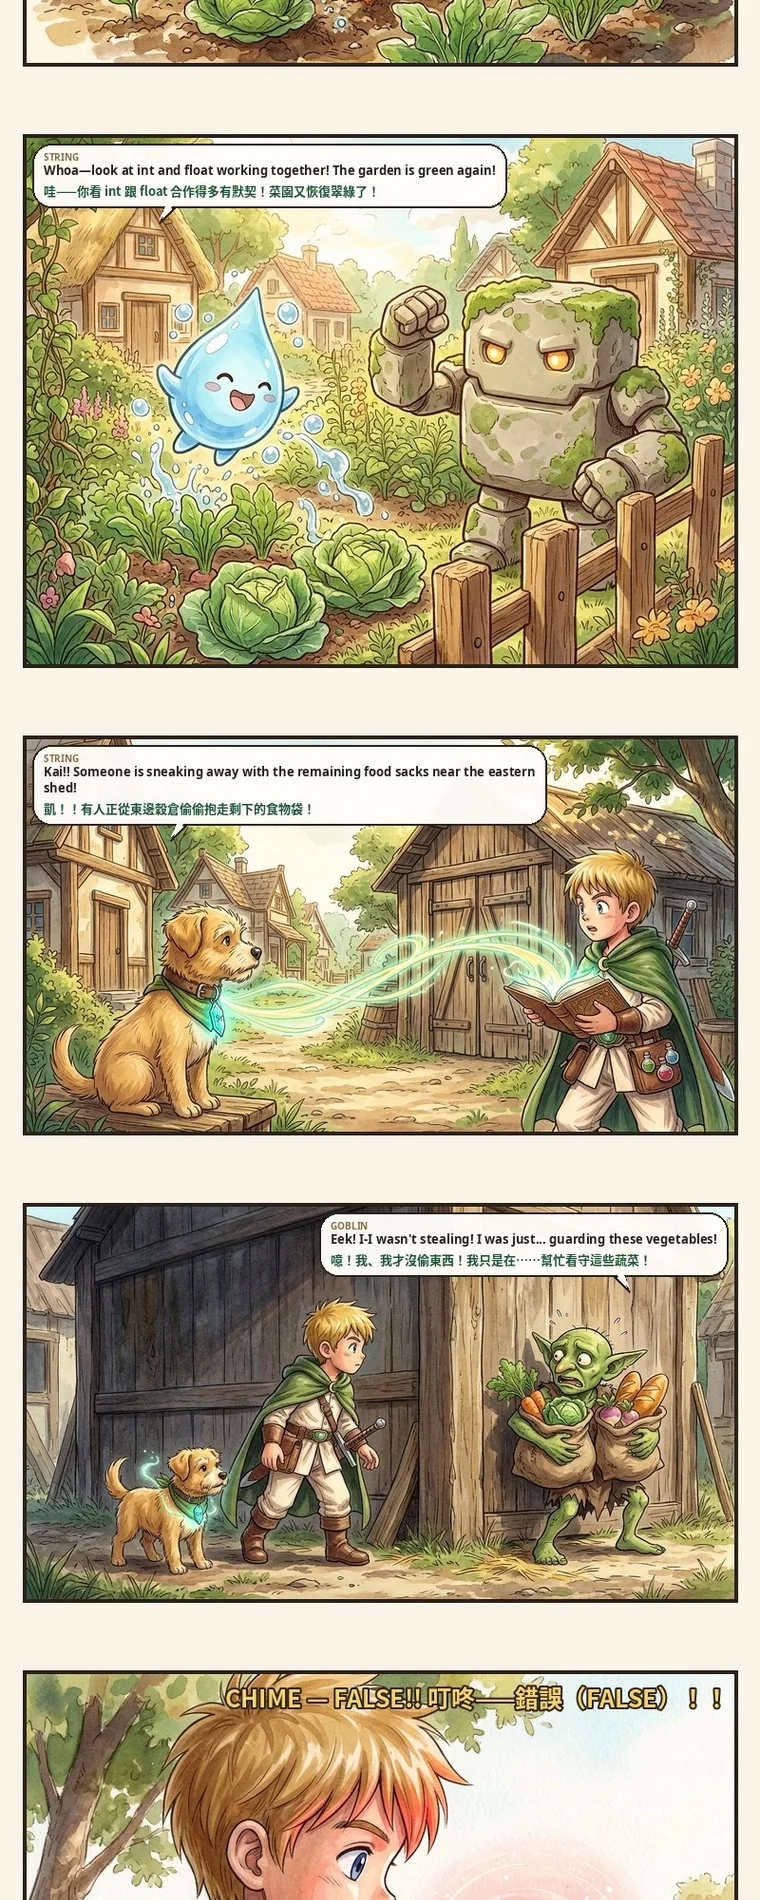 STRING
Whoa—look at int and float working together! The garden is green again!
哇——你看 int 跟 float 合作得多有默契！菜園又恢復翠綠了！
STRING
Kai!! Someone is sneaking away with the remaining food sacks near the eastern
shed!
凱！！有人正從東邊穀倉偷偷抱走剩下的食物袋！
GOBLIN
Eek! I-I wasn't stealing! I was just... guarding these vegetables!
噫！我、我才沒偷東西！我只是在⋯⋯幫忙看守這些蔬菜！
CHIME — FALSE!! 叮咚——錯誤（FALSE）！！